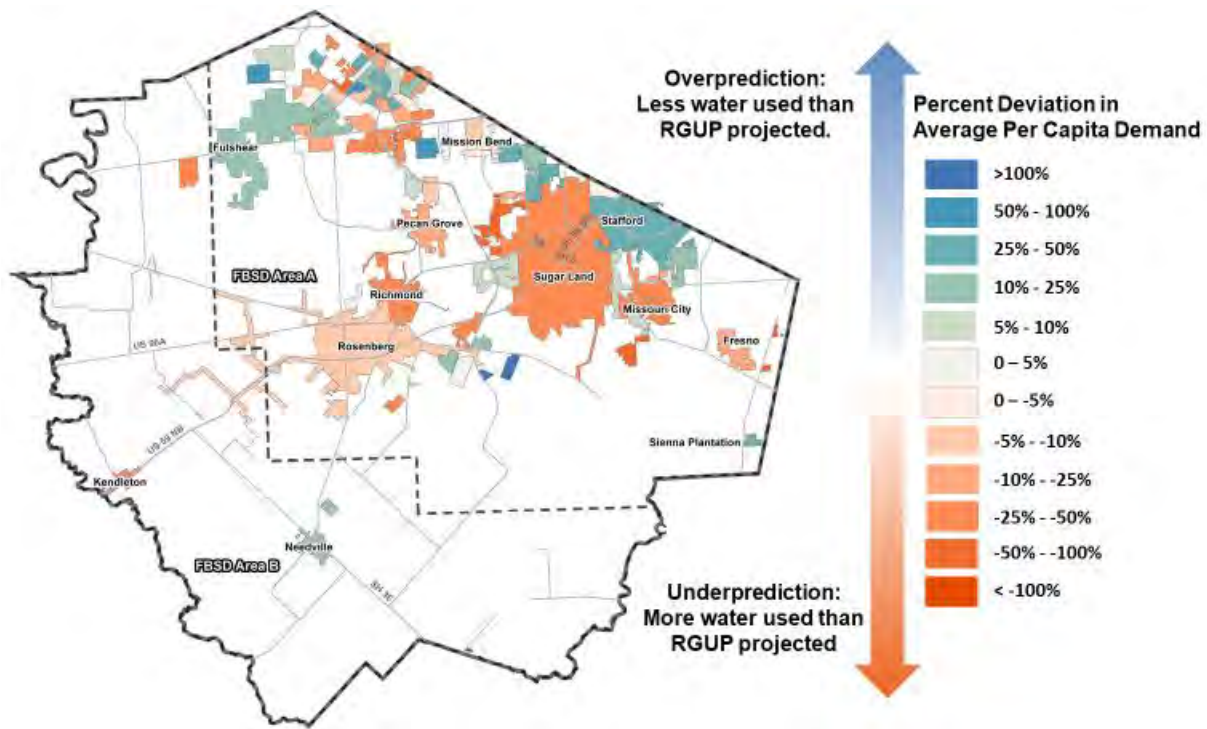 Overprediction:
Less water used than
RGUP projected.
Percent Deviation in
Average Per Capita Demand
>100%
50% - 100%
25% - 50%
10% - 25%
5% - 10%
0 – 5%
0 – -5%
-5% - -10%
-10% - -25%
-25% - -50%
-50% - -100%
< -100%
Underprediction:
More water used than
RGUP projected
Mission Bend
Fulshear
Pecan Grove
Stafford
FBSD Area A
Sugar Land
Richmond
Missouri City
US 90A
Rosenberg
Fresno
US 59 NB
Sienna Plantation
Kendleton
Needville
FBSD Area B
SH 36